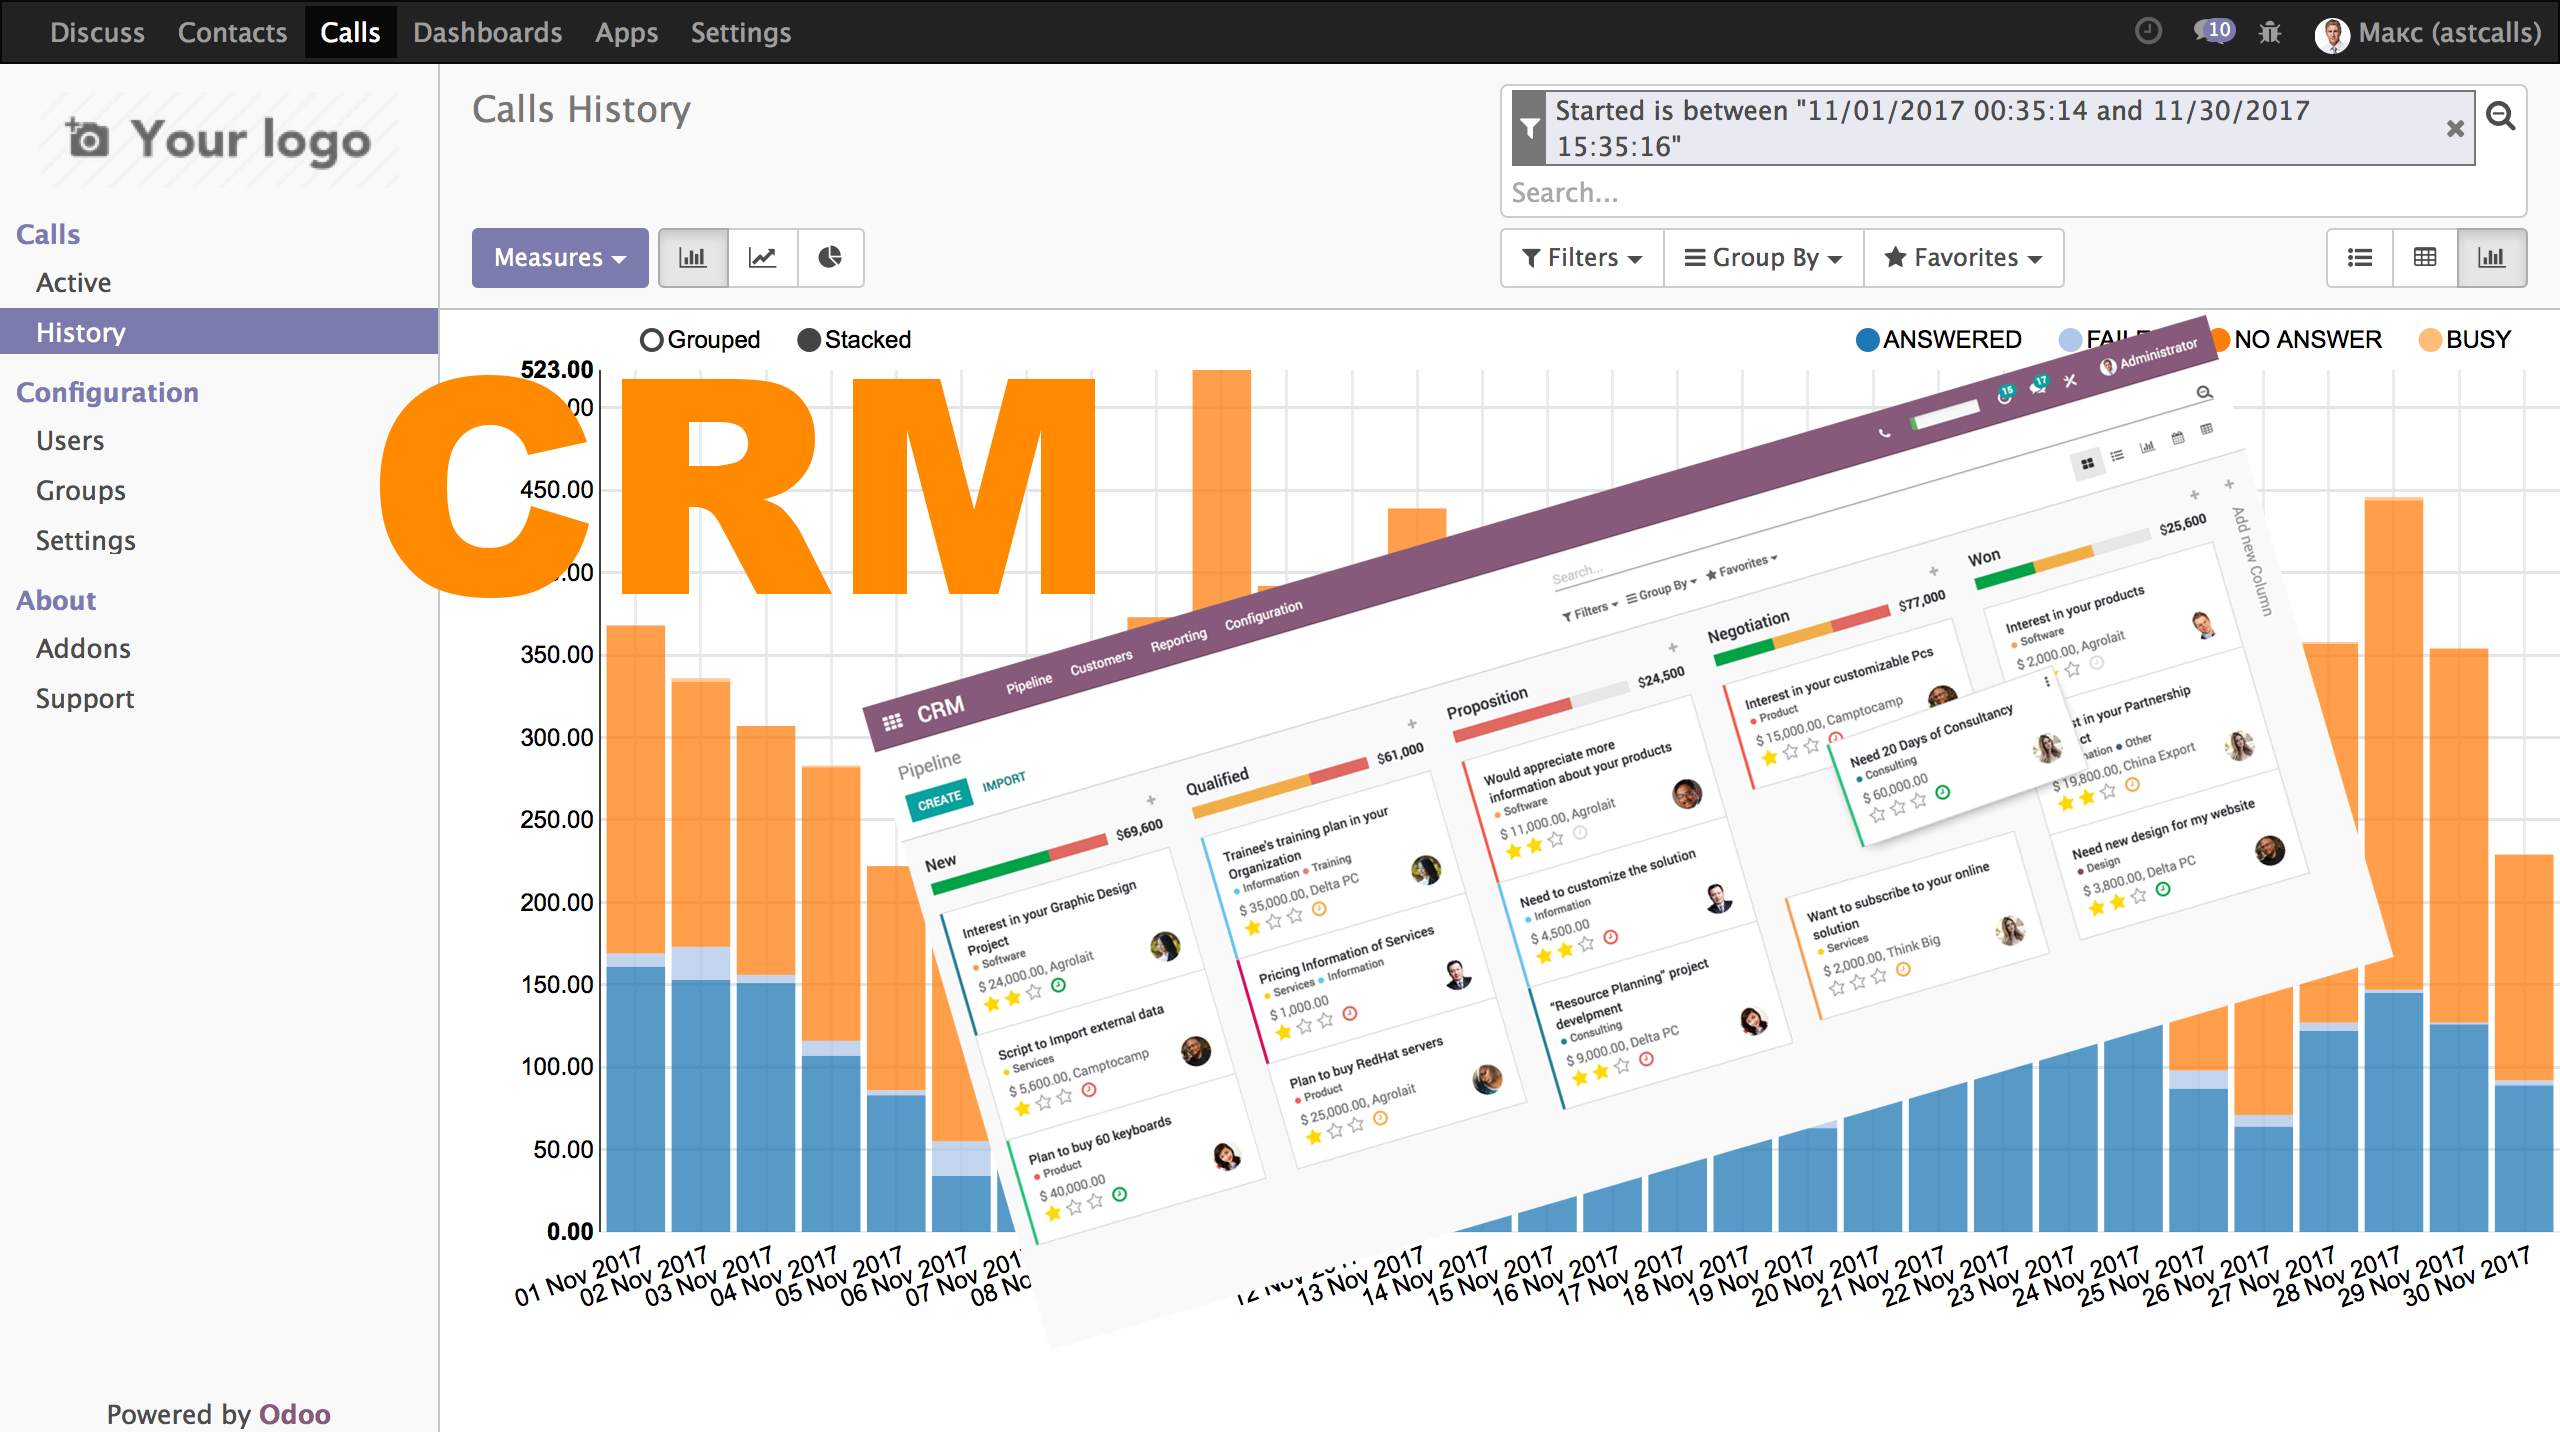 Discuss Contacts Calls Dashboards Apps Settings 10 Макс (astcalls)
Your logo
Calls
Active
History
Configuration
Users
Groups
Settings
About
Addons
Support
Powered by Odoo
Calls History
Started is between "11/01/2017 00:35:14 and 11/30/2017
15:35:16"
Search...
Measures
Filters Group By Favorites
Grouped Stacked
ANSWERED NO ANSWER BUSY
CRM
523.00
450.00
350.00
300.00
250.00
200.00
150.00
100.00
50.00
0.00
01 Nov 2017
02 Nov 2017
03 Nov 2017
04 Nov 2017
05 Nov 2017
06 Nov 2017
07 Nov 201
08 No
13 Nov 2017
14 Nov 2017
15 Nov 2017
16 Nov 2017
17 Nov 2017
18 Nov 2017
19 Nov 2017
20 Nov 2017
21 Nov 2017
22 Nov 2017
23 Nov 2017
24 Nov 2017
25 Nov 2017
26 Nov 2017
27 Nov 2017
28 Nov 2017
29 Nov 2017
30 Nov 2017
CRM Pipeline Customers Reporting Configuration 15 17 Administrator
Pipeline
Search...
CREATE IMPORT
Filters Group By Favorites
New
$69,600
Interest in your Graphic Design
Project
Software
$ 24,000.00, Agrolait
Script to Import external data
Services
$ 5,600.00, Camptocamp
Plan to buy 60 keyboards
Product
$ 40,000.00
Qualified
$61,000
Trainee's training plan in your
Organization
Information Training
$ 35,000.00, Delta PC
Pricing Information of Services
Services Information
$ 1,000.00
Plan to buy RedHat servers
Product
$ 25,000.00, Agrolait
Proposition
$24,500
Would appreciate more
information about your products
Software
$ 11,000.00, Agrolait
Need to customize the solution
Information
$ 4,500.00
"Resource Planning" project
develpment
Consulting
$ 9,000.00, Delta PC
Negotiation
$77,000
Interest in your customizable Pcs
Product
$ 15,000.00, Camptocamp
Need 20 Days of Consultancy
Consulting
$ 60,000.00
Want to subscribe to your online
solution
Services
$ 2,000.00, Think Big
Won
$25,600
Interest in your products
Software
$ 2,000.00, Agrolait
st in your Partnership
ct
mation Other
$ 19,800.00, China Export
Need new design for my website
Design
$ 3,800.00, Delta PC
Add new Column